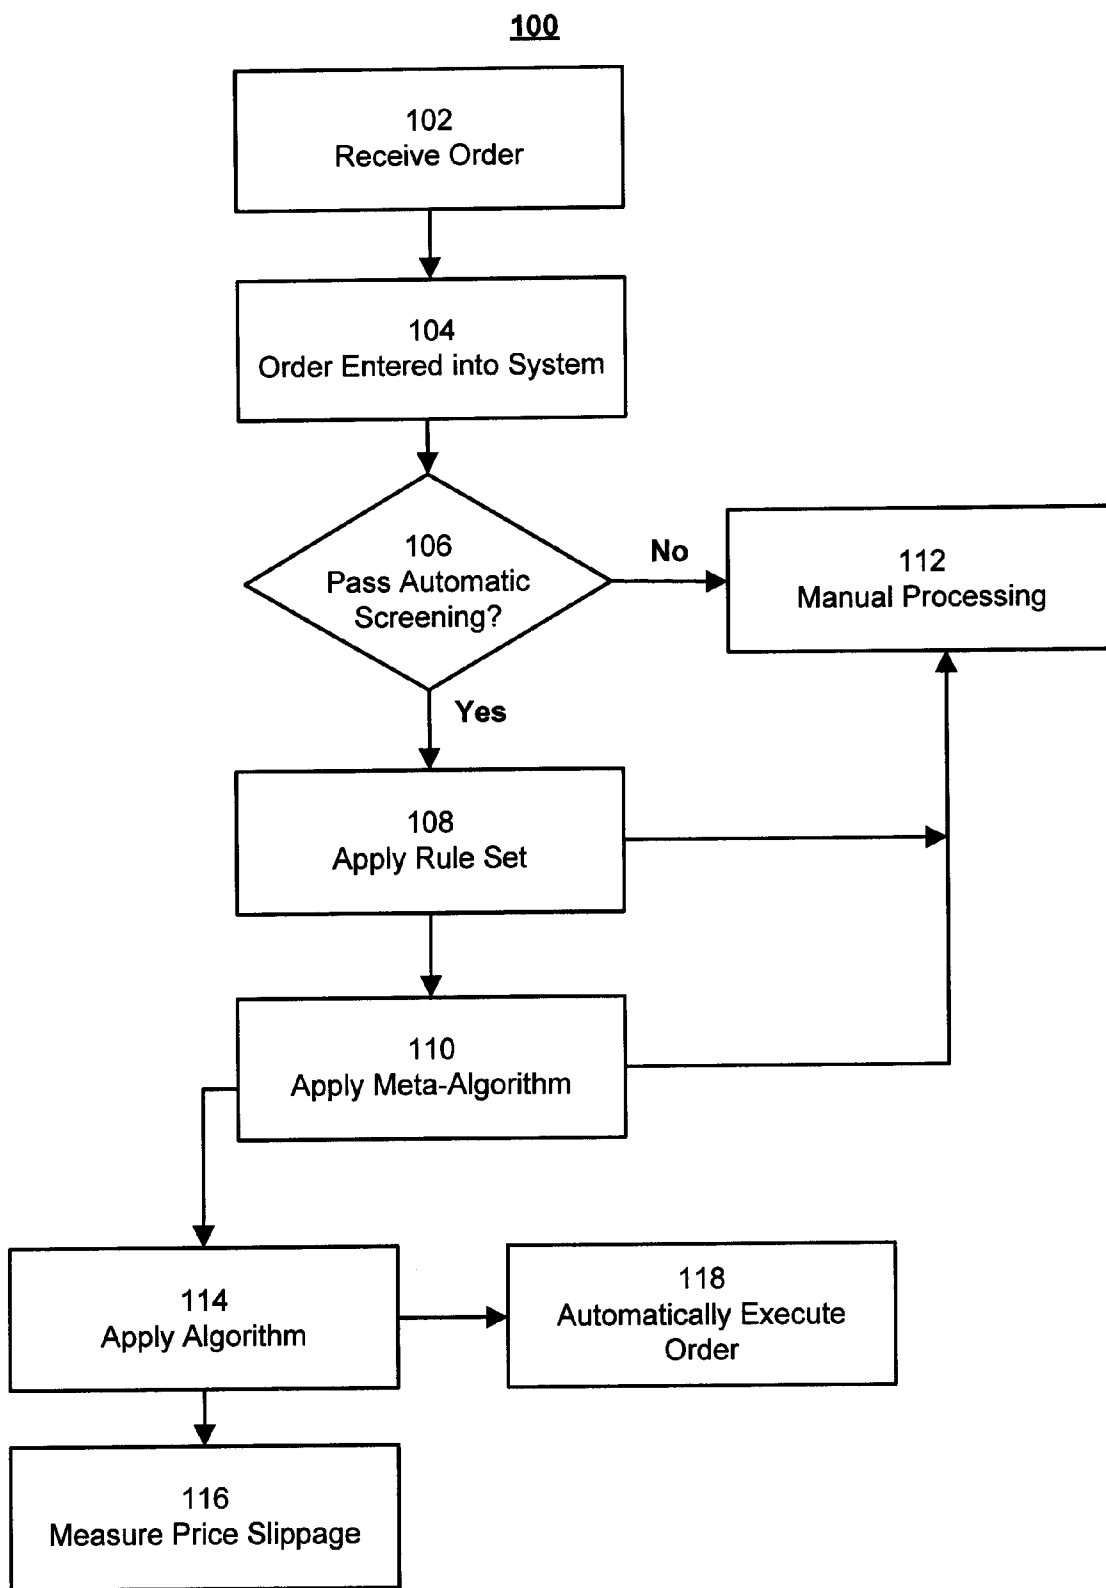 100
102
Receive Order
104
Order Entered into System
106
Pass Automatic
Screening?
No
112
Manual Processing
Yes
108
Apply Rule Set
110
Apply Meta-Algorithm
114
Apply Algorithm
118
Automatically Execute
Order
116
Measure Price Slippage